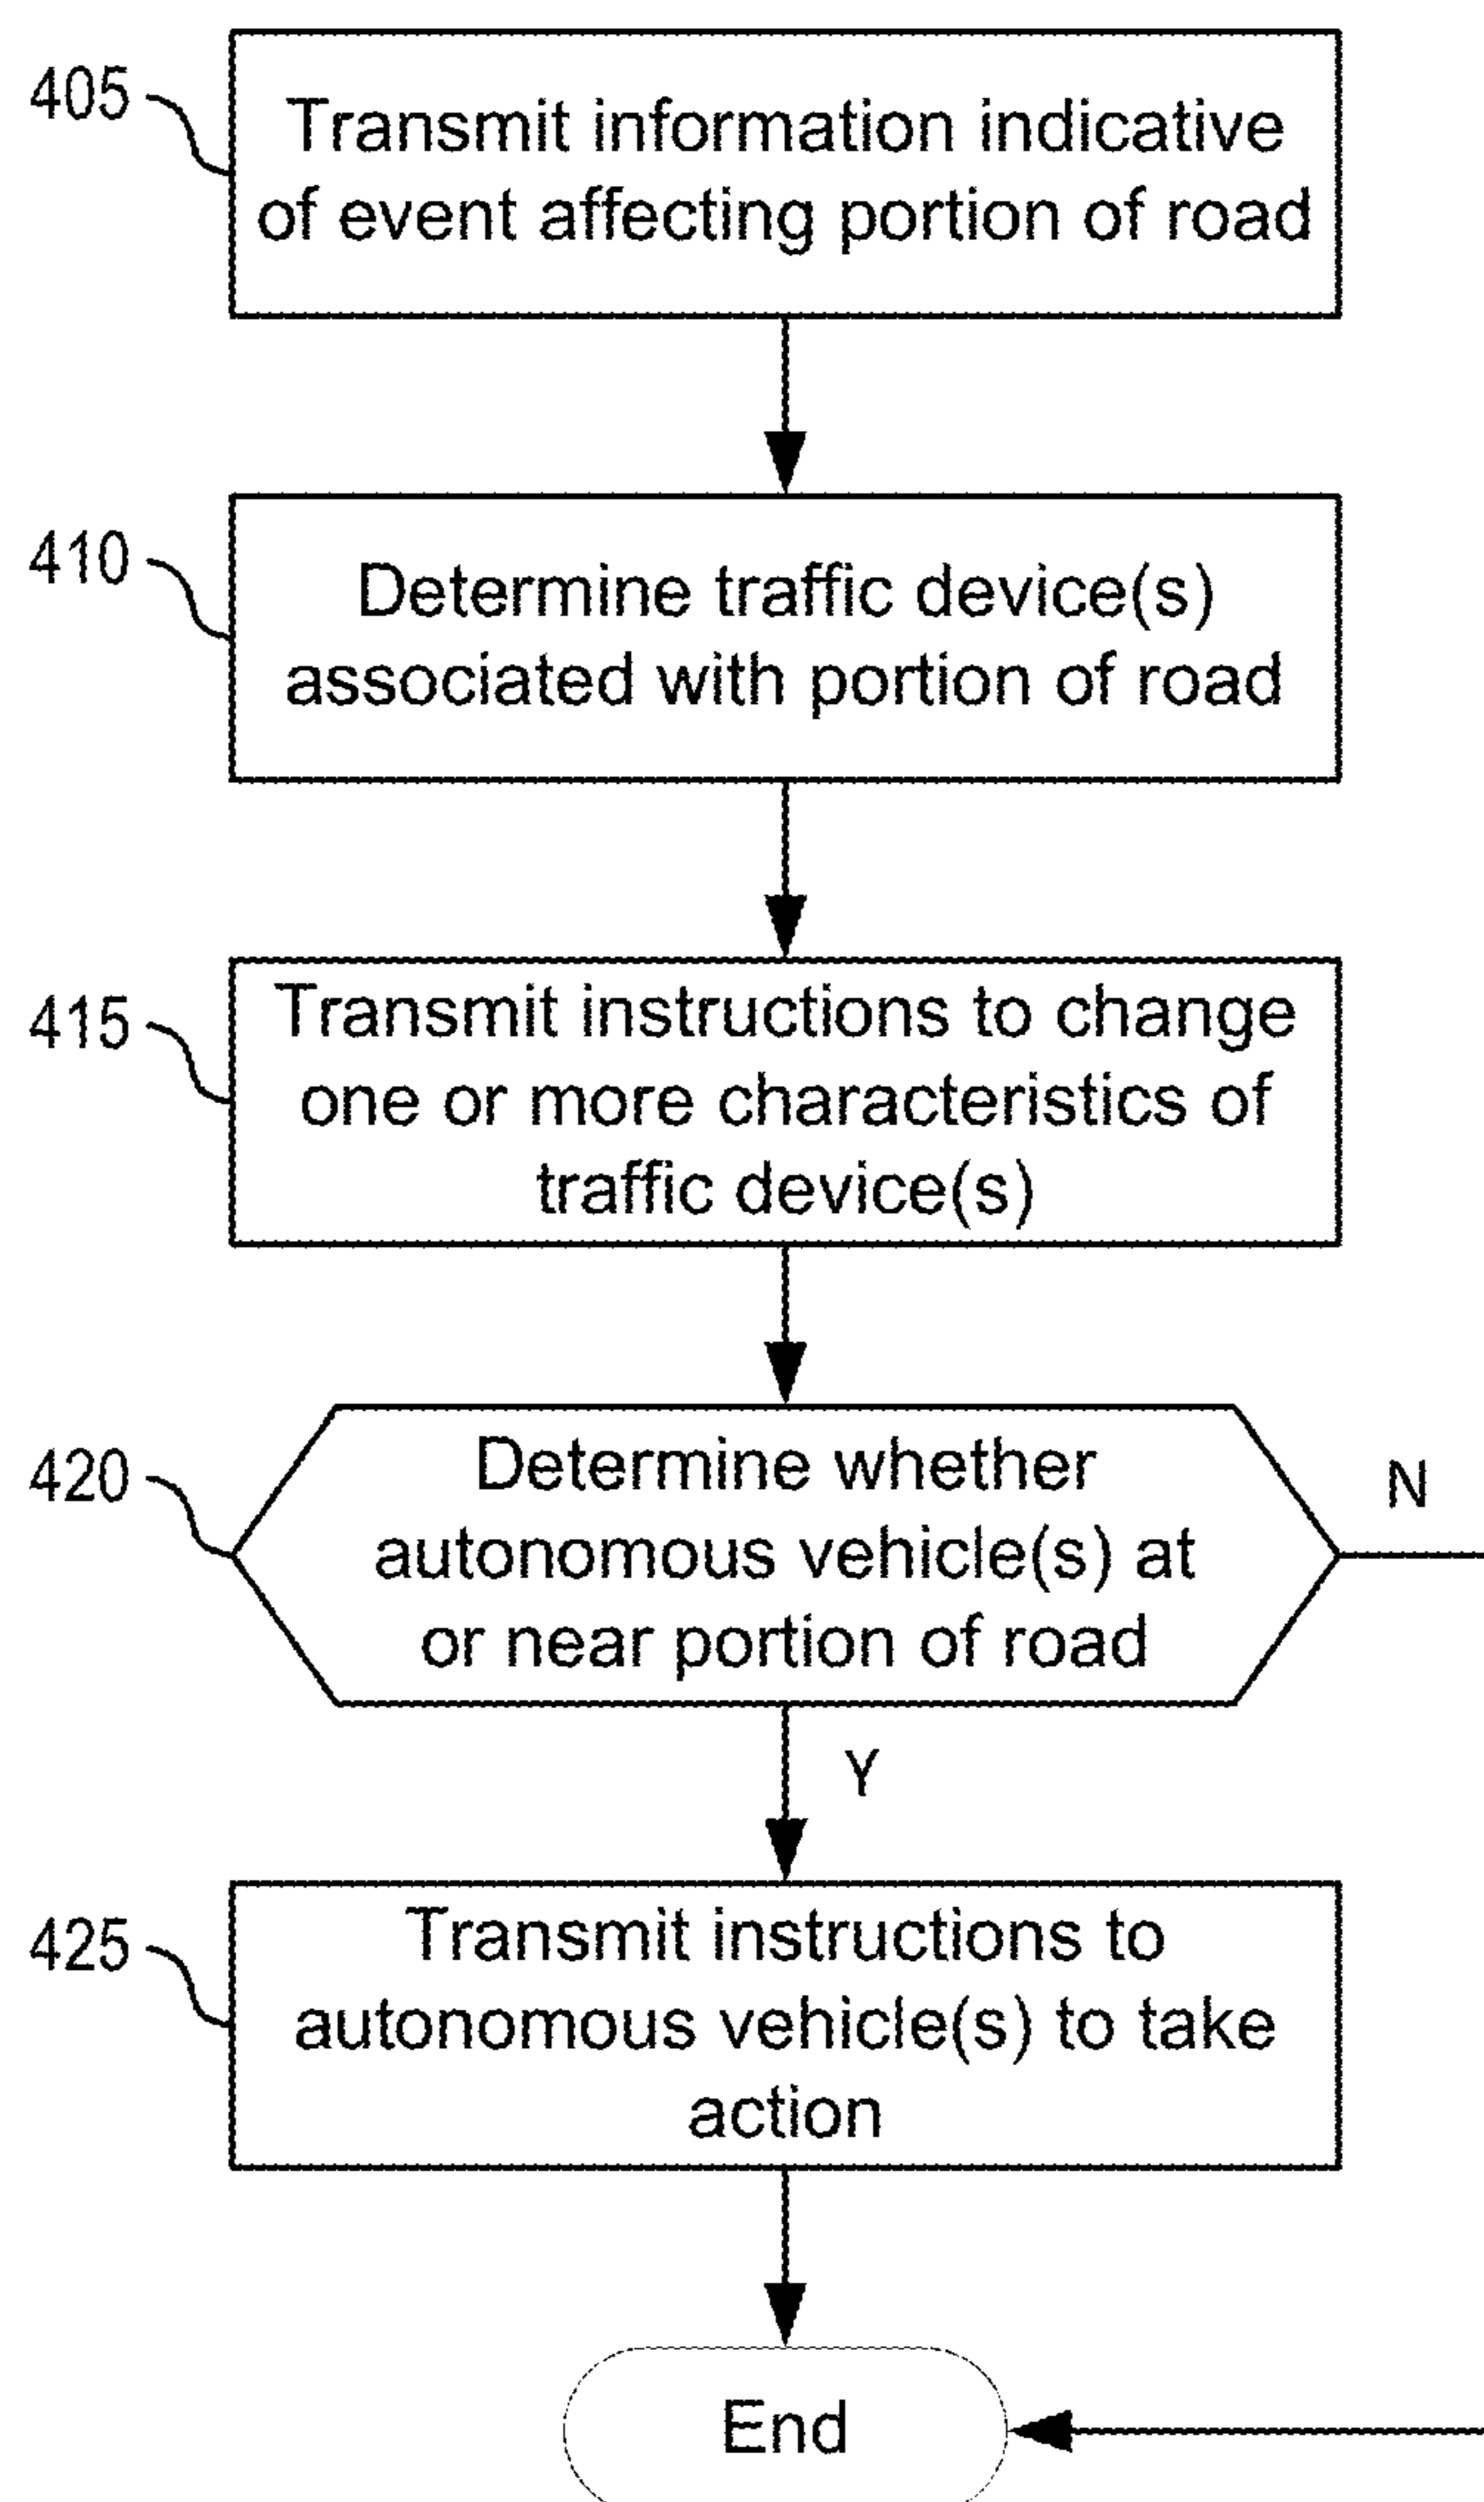 405
Transmit information indicative
of event affecting portion of road
410
Determine traffic device(s)
associated with portion of road
415
Transmit instructions to change
one or more characteristics of
traffic device(s)
420
Determine whether
autonomous vehicle(s) at
or near portion of road
N
Y
425
Transmit instructions to
autonomous vehicle(s) to take
action
End